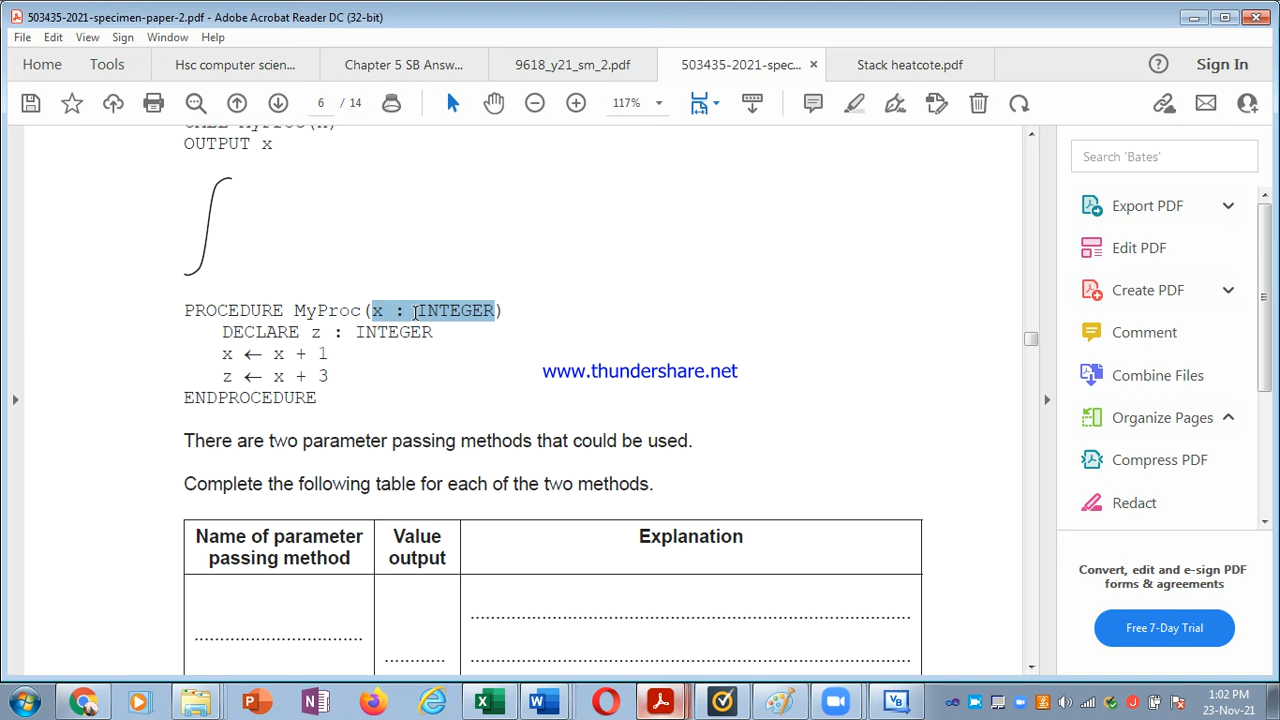 503435-2021-specimen-paper-2.pdf - Adobe Acrobat Reader DC (32-bit)
File Edit View Sign Window Help
Home Tools Hsc computer scien... Chapter 5 SB Answ... 9618_y21_sm_2.pdf 503435-2021-spec... Stack heatcote.pdf Sign In
6 / 14 117%
OUTPUT x
PROCEDURE MyProc(x : INTEGER)
DECLARE z : INTEGER
x ← x + 1
z ← x + 3
ENDPROCEDURE
www.thundershare.net
There are two parameter passing methods that could be used.
Complete the following table for each of the two methods.
Name of parameter passing method
Value output
Explanation
Search 'Bates'
Export PDF
Edit PDF
Create PDF
Comment
Combine Files
Organize Pages
Compress PDF
Redact
Convert, edit and e-sign PDF
forms & agreements
Free 7-Day Trial
1:02 PM
23-Nov-21